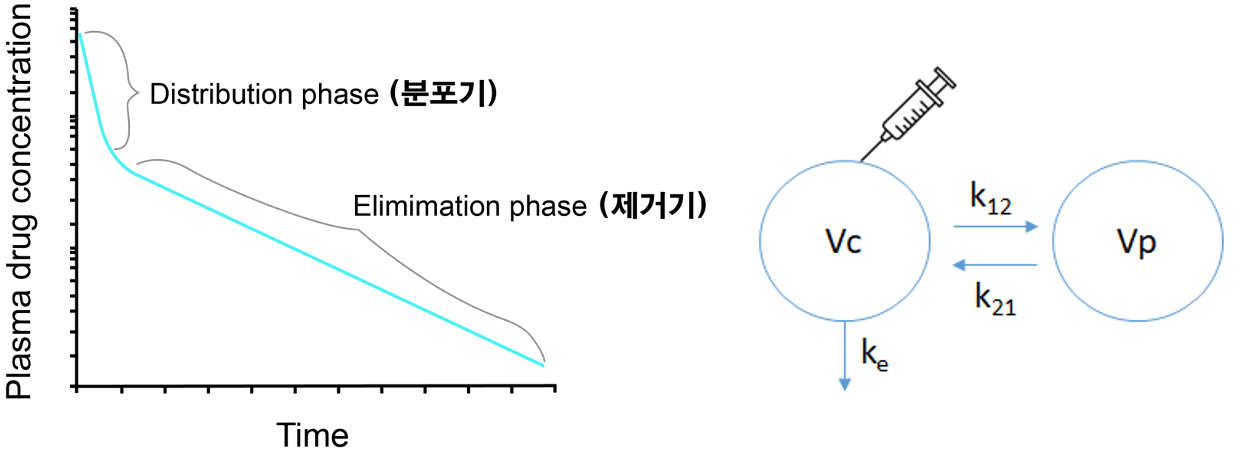 Plasma drug concentration
Distribution phase (분포기)
Elimimation phase (제거기)
Time
Vc
k12
k21
Vp
ke